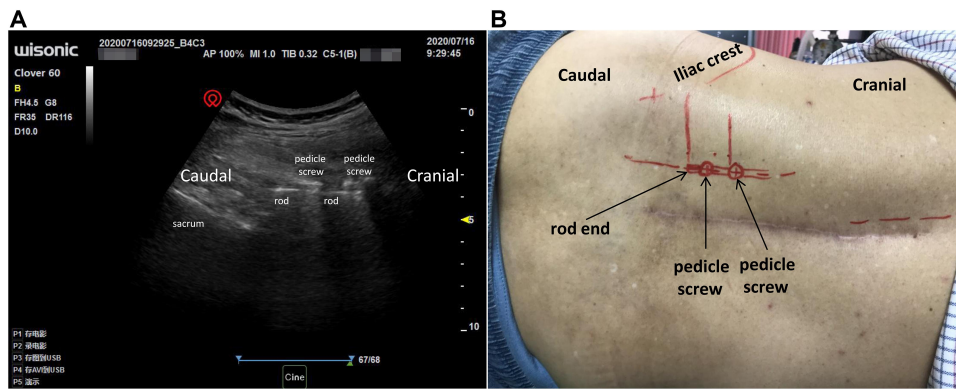 A
wisonic
20200716092925_B4C3
AP 100% MI 1.0 TIB 0.32 C5-1(B)
2020/07/16
9:29:45
Clover 60
B
FH4.5 G8
FR35 DR116
D10.0
0
5
10
Caudal
Cranial
pedicle
screw
pedicle
screw
rod
rod
sacrum
P1 存电影
P2 录电影
P3 存图到USB
P4 存AVI到USB
P5 演示
67/68
Cine
B
Caudal
Iliac crest
Cranial
rod end
pedicle
screw
pedicle
screw